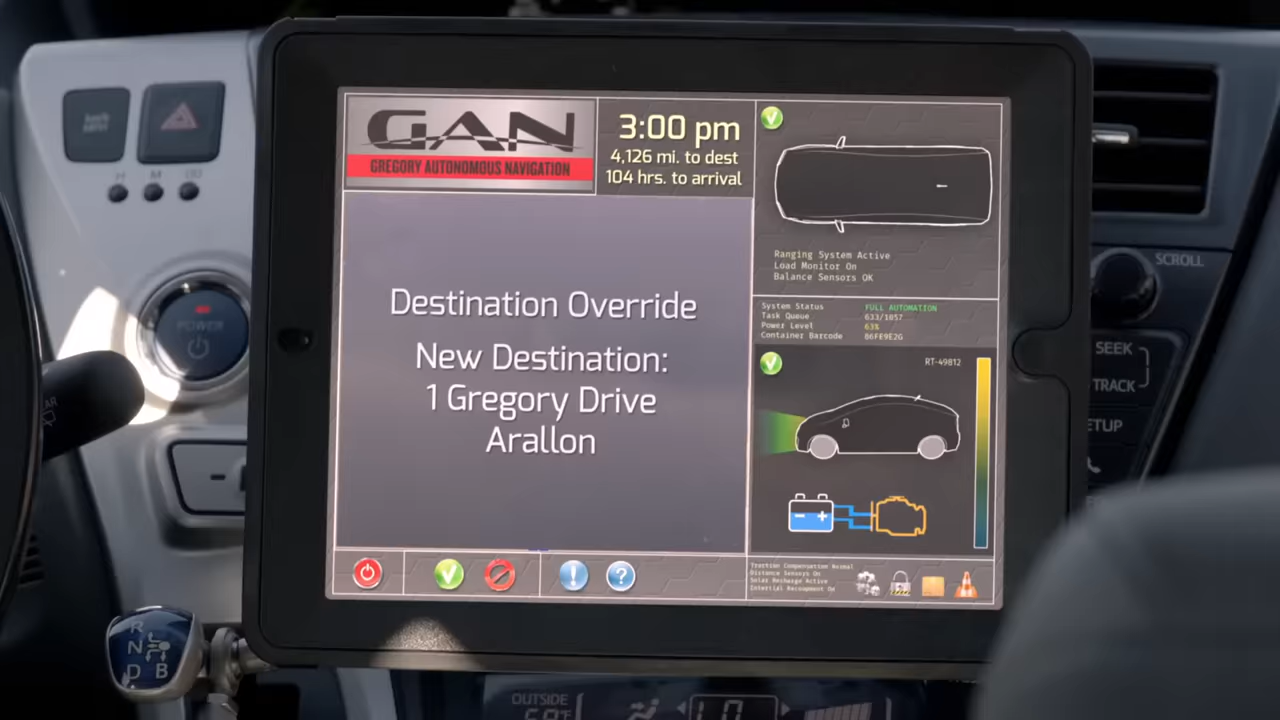 GAN
GREGORY AUTONOMOUS NAVIGATION
3:00 pm
4,126 mi. to dest
104 hrs. to arrival
Destination Override
New Destination:
1 Gregory Drive
Arallon
Ranging System Active
Load Monitor On
Balance Sensors OK
System Status FULL AUTOMATION
Task Queue 633/1057
Power Level 63%
Container Barcode 86FE9E2G
RT-49812
Traction Compensation Normal
Distance Sensors On
Solar Recharge Active
POWER
SCROLL
SEEK
TRACK
ETUP
R
N
D B
OUTSIDE